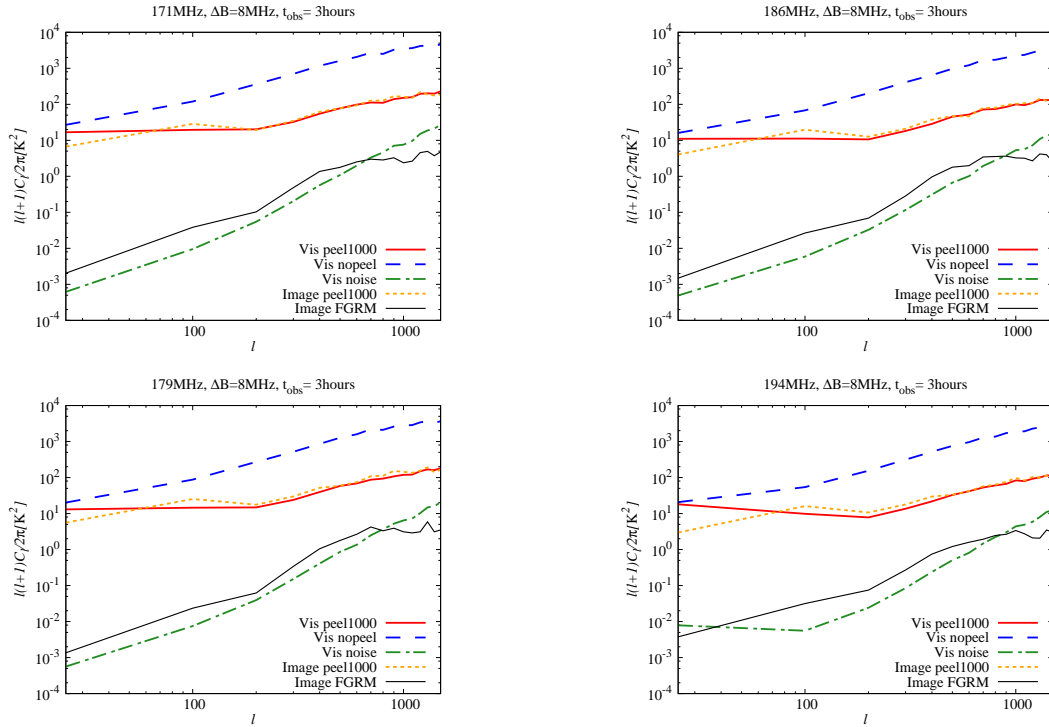 171MHz, ΔB=8MHz, t_obs= 3hours
l(l+1)C_l/2π[K²]
10^4
10^3
10^2
10^1
10^0
10^-1
10^-2
10^-3
10^-4
Vis peel1000
Vis nopeel
Vis noise
Image peel1000
Image FGRM
100
1000
l
186MHz, ΔB=8MHz, t_obs= 3hours
l(l+1)C_l/2π[K²]
10^4
10^3
10^2
10^1
10^0
10^-1
10^-2
10^-3
10^-4
Vis peel1000
Vis nopeel
Vis noise
Image peel1000
Image FGRM
100
1000
l
179MHz, ΔB=8MHz, t_obs= 3hours
l(l+1)C_l/2π[K²]
10^4
10^3
10^2
10^1
10^0
10^-1
10^-2
10^-3
10^-4
Vis peel1000
Vis nopeel
Vis noise
Image peel1000
Image FGRM
100
1000
l
194MHz, ΔB=8MHz, t_obs= 3hours
l(l+1)C_l/2π[K²]
10^4
10^3
10^2
10^1
10^0
10^-1
10^-2
10^-3
10^-4
Vis peel1000
Vis nopeel
Vis noise
Image peel1000
Image FGRM
100
1000
l